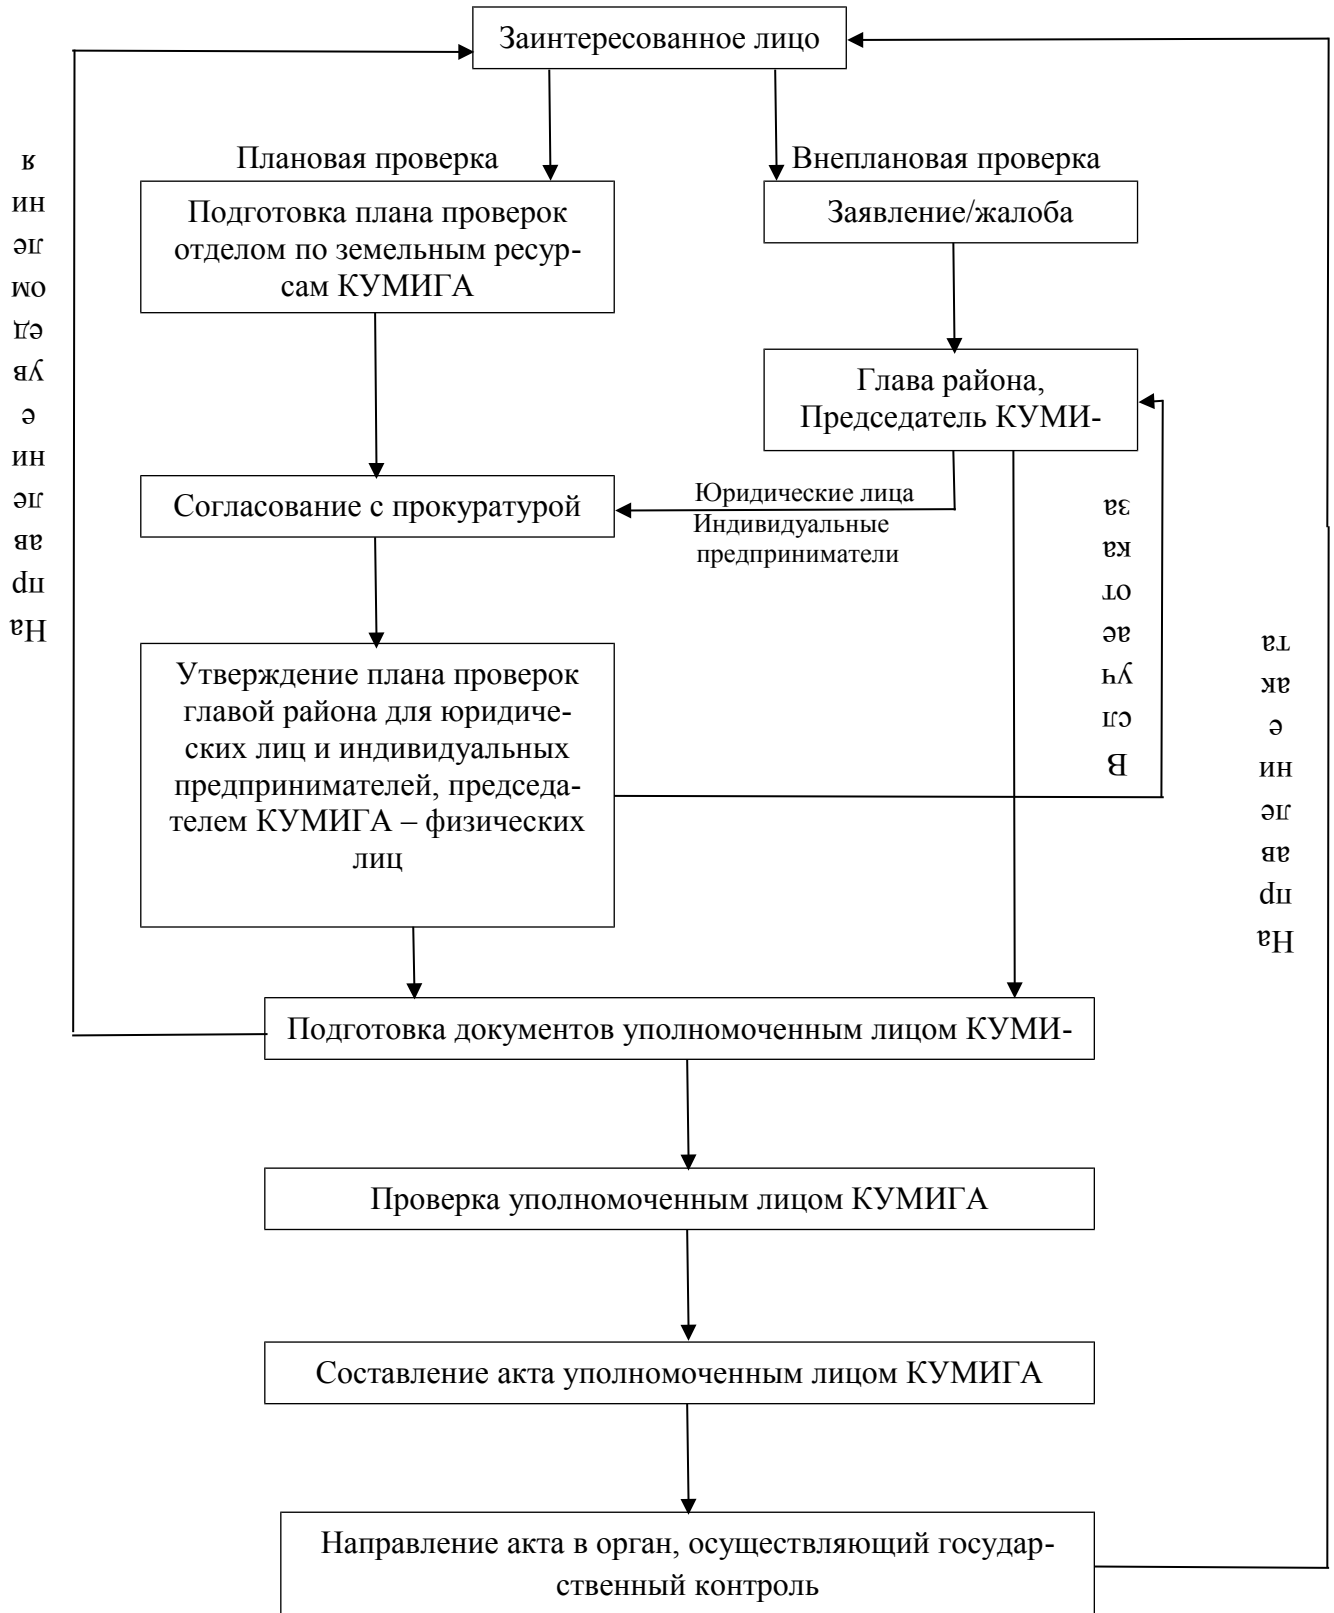 Заинтересованное лицо
Плановая проверка
Внеплановая проверка
Подготовка плана проверок
отделом по земельным ресур-
сам КУМИГА
Заявление/жалоба
Глава района,
Председатель КУМИ-
Согласование с прокуратурой
Юридические лица
Индивидуальные
предприниматели
Утверждение плана проверок
главой района для юридиче-
ских лиц и индивидуальных
предпринимателей, председа-
телем КУМИГА – физических
лиц
Подготовка документов уполномоченным лицом КУМИ-
Проверка уполномоченным лицом КУМИГА
Составление акта уполномоченным лицом КУМИГА
Направление акта в орган, осуществляющий государ-
ственный контроль
На
пр
ав
ле
ни
е
ув
ед
ом
ле
ни
я
В
сл
уч
ае
от
ка
за
На
пр
ав
ле
ни
е
ак
та